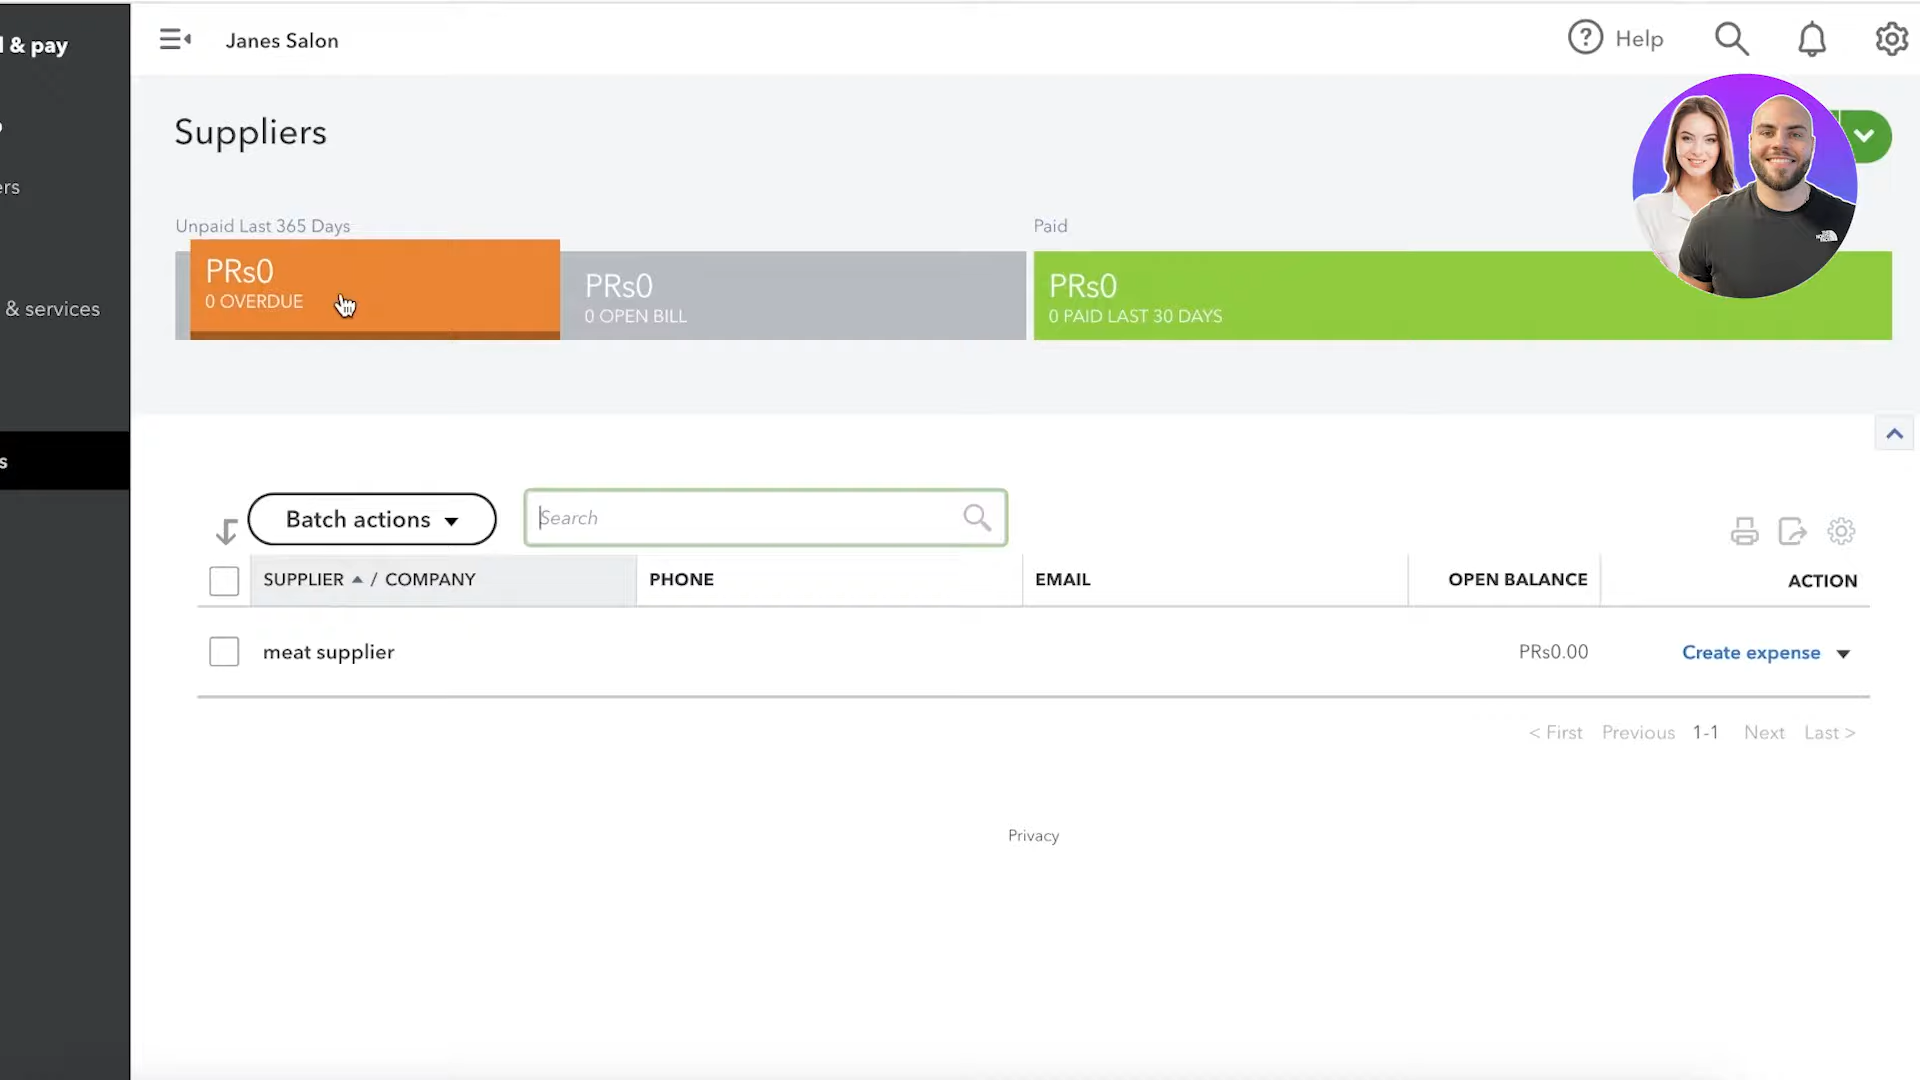 & pay
Janes Salon
Help
Suppliers
ers
Unpaid Last 365 Days
Paid
PRs0
0 OVERDUE
PRs0
0 OPEN BILL
PRs0
0 PAID LAST 30 DAYS
& services
s
Batch actions
Search
SUPPLIER / COMPANY
PHONE
EMAIL
OPEN BALANCE
ACTION
meat supplier
PRs0.00
Create expense
< First Previous 1-1 Next Last >
Privacy